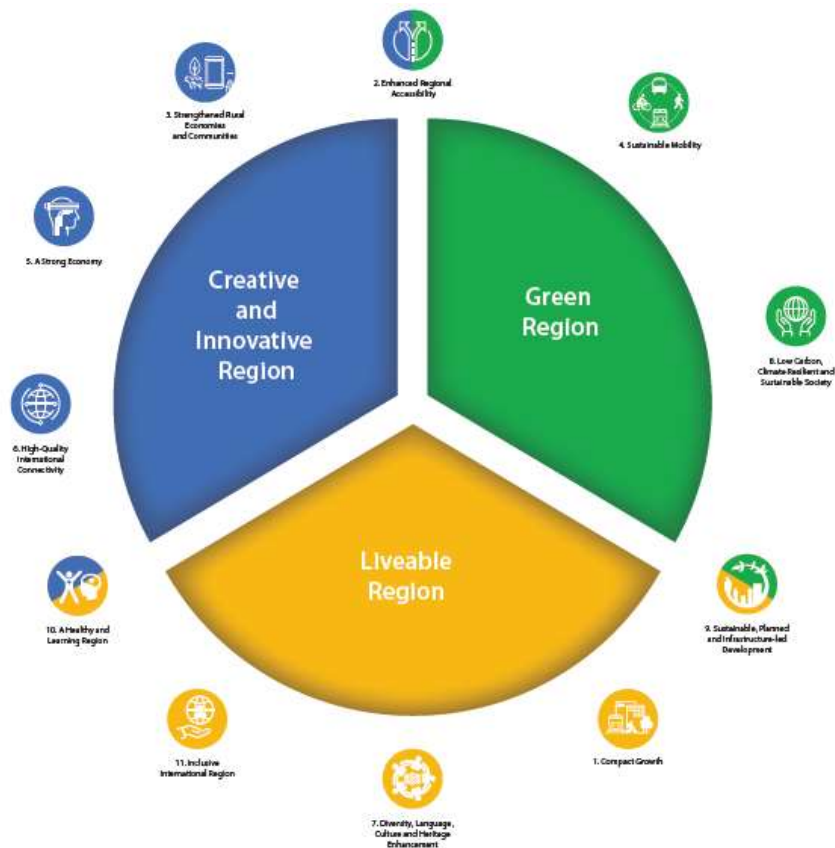 2. Enhanced Regional
Accessibility
3. Strengthened Rural
Economies
and Communities
4. Sustainable Mobility
5. A Strong Economy
Creative
and
Innovative
Region
Green
Region
8. Low Carbon,
Climate Resilient and
Sustainable Society
6. High-Quality
International
Connectivity
Liveable
Region
10. A Healthy and
Learning Region
9. Sustainable, Planned
and Infrastructure-led
Development
11. Inclusive
International Region
1. Compact Growth
7. Diversity, Language,
Culture and Heritage
Enhancement